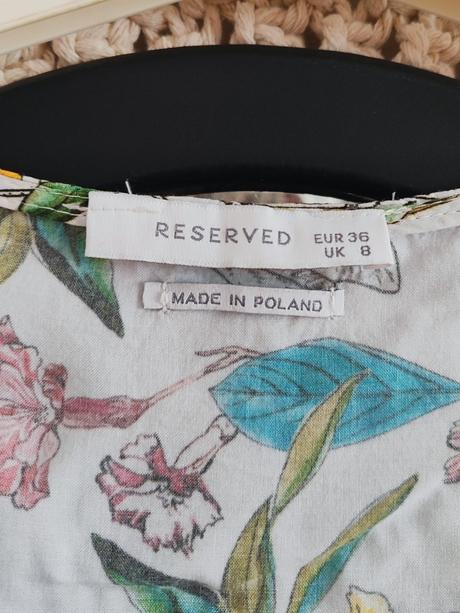 RESERVED EUR 36
UK 8
MADE IN POLAND